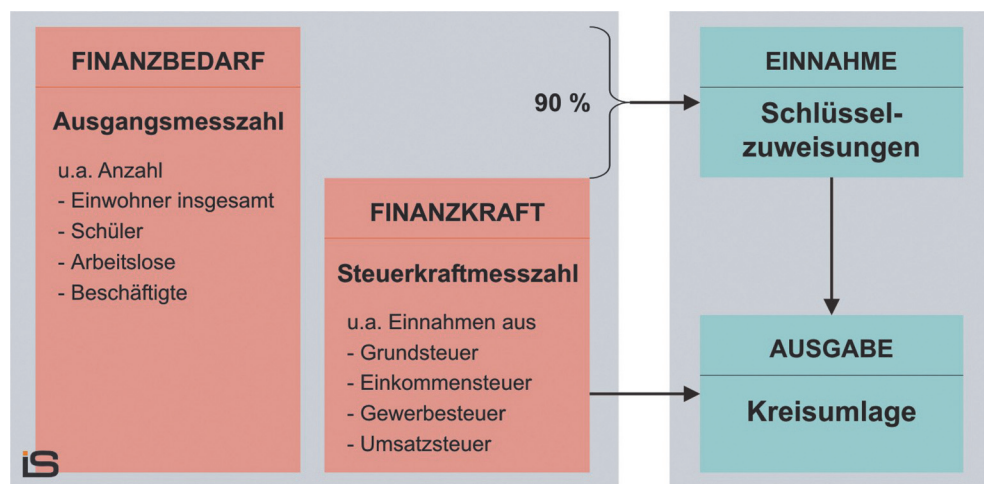 FINANZBEDARF
Ausgangsmesszahl
u.a. Anzahl
- Einwohner insgesamt
- Schüler
- Arbeitslose
- Beschäftigte
FINANZKRAFT
Steuerkraftmesszahl
u.a. Einnahmen aus
- Grundsteuer
- Einkommensteuer
- Gewerbesteuer
- Umsatzsteuer
90 %
EINNAHME
Schlüssel-
zuweisungen
AUSGABE
Kreisumlage
iS